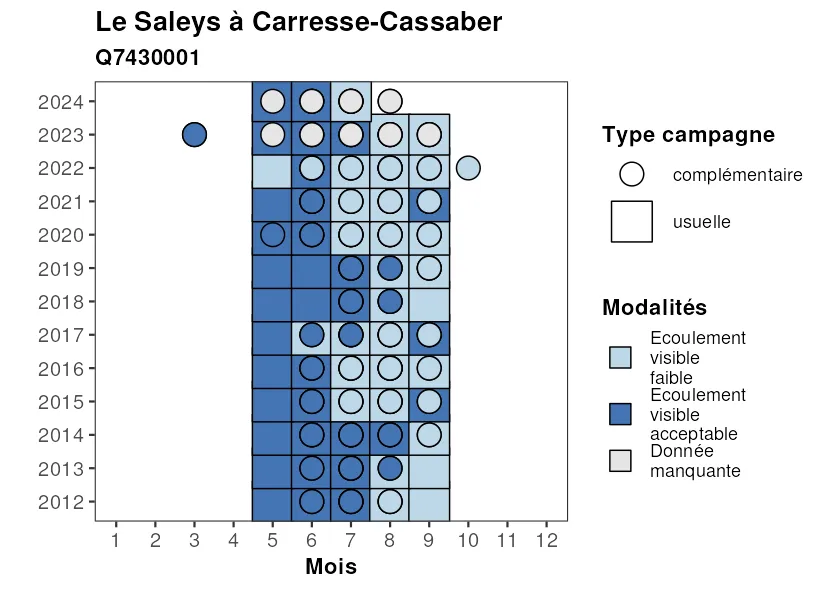 Le Saleys à Carresse-Cassaber
Q7430001
2024
2023
2022
2021
2020
2019
2018
2017
2016
2015
2014
2013
2012
1 2 3 4 5 6 7 8 9 10 11 12
Mois
Type campagne
complémentaire
usuelle
Modalités
Ecoulement
visible
faible
Ecoulement
visible
acceptable
Donnée
manquante